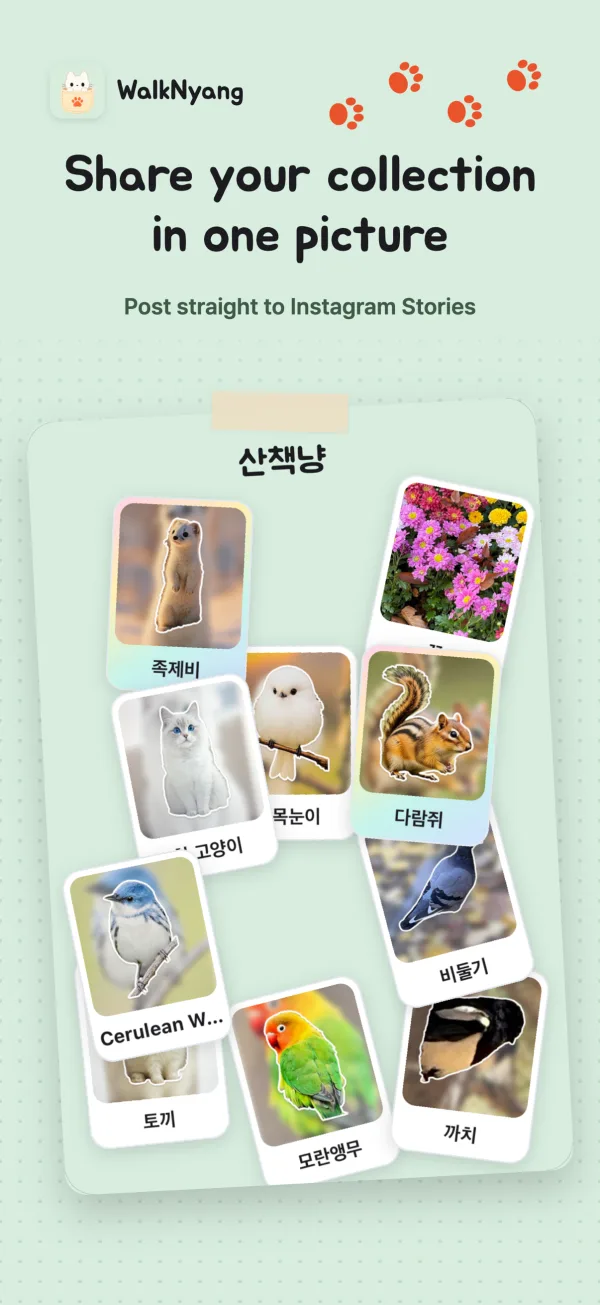 WalkNyang
Share your collection
in one picture
Post straight to Instagram Stories
산책냥
족제비
목눈이
다람쥐
고양이
비둘기
Cerulean W...
토끼
모란앵무
까치